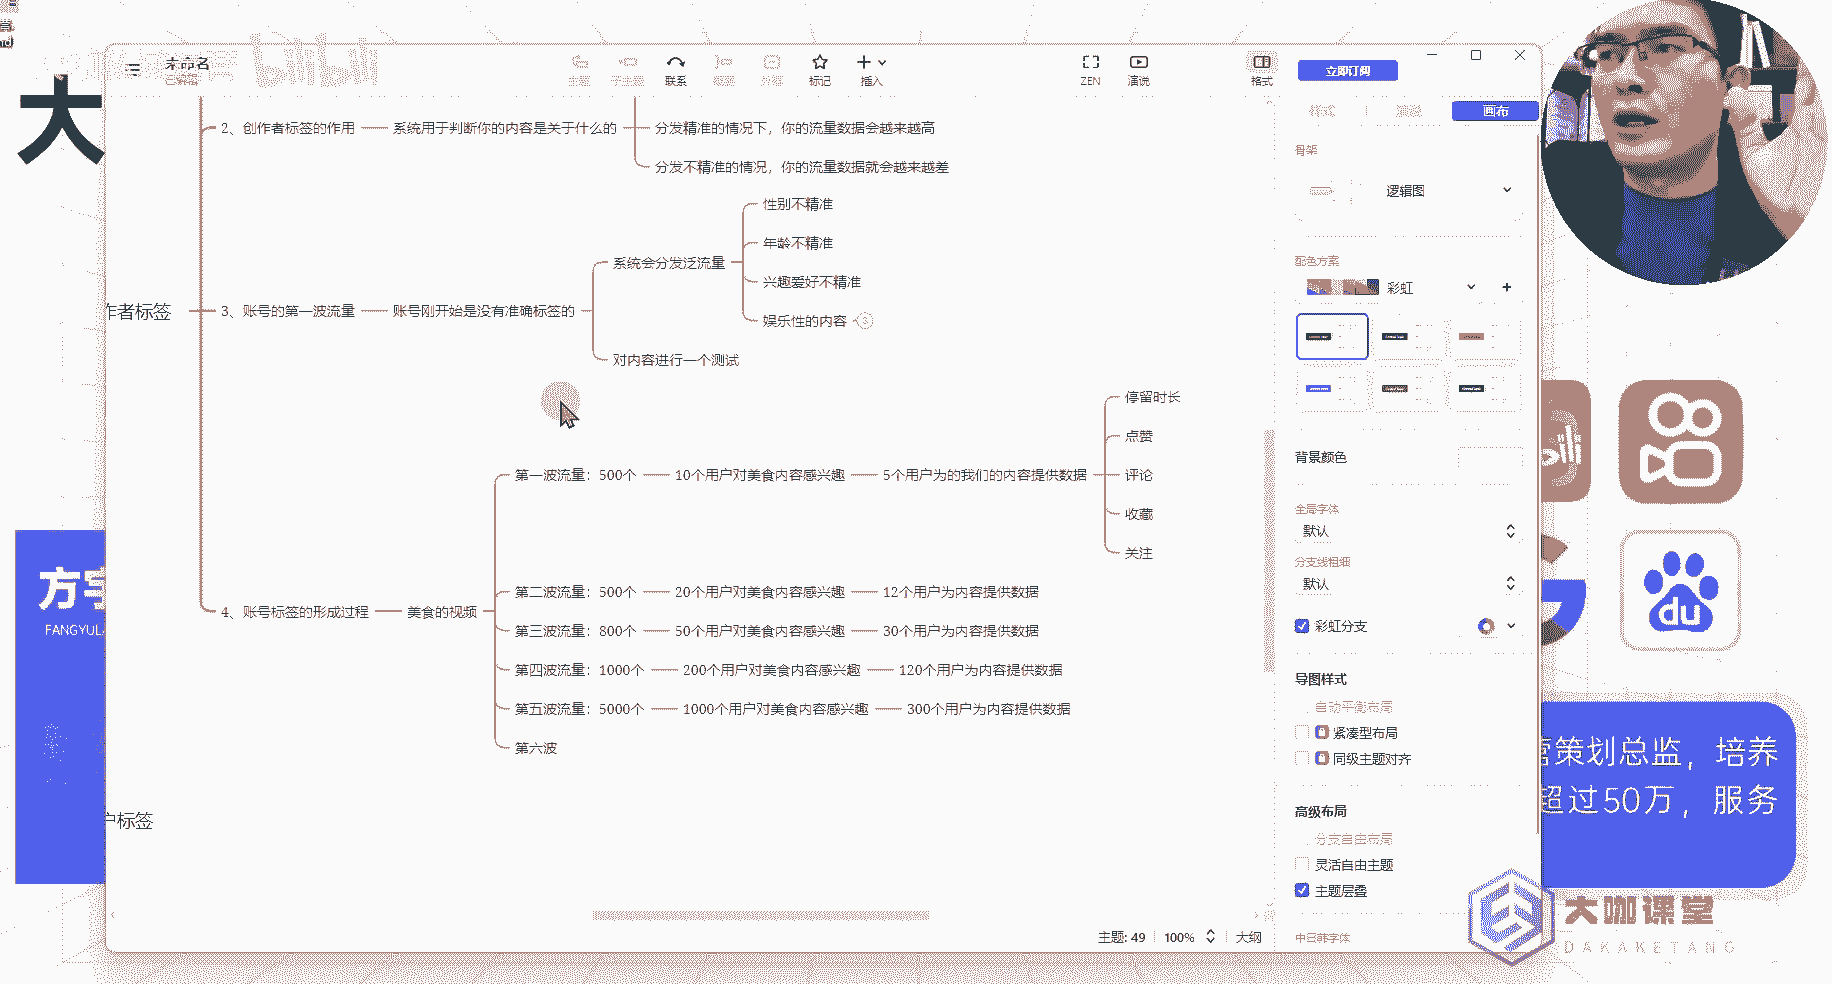 大
bilibili
未命名
已编辑
主题
子主题
联系
概要
外框
标记
插入
ZEN
演说
格式
立即订阅
样式
演说
画布
2、创作者标签的作用
系统用于判断你的内容是关于什么的
分发精准的情况下，你的流量数据会越来越高
分发不精准的情况，你的流量数据就会越来越差
作者标签
3、账号的第一波流量
账号刚开始是没有准确标签的
系统会分发泛流量
性别不精准
年龄不精准
兴趣爱好不精准
娱乐性的内容
3
对内容进行一个测试
4、账号标签的形成过程
美食的视频
第一波流量：500个
10个用户对美食内容感兴趣
5个用户为的我们的内容提供数据
停留时长
点赞
评论
收藏
关注
第二波流量：500个
20个用户对美食内容感兴趣
12个用户为内容提供数据
第三波流量：800个
50个用户对美食内容感兴趣
30个用户为内容提供数据
第四波流量：1000个
200个用户对美食内容感兴趣
120个用户为内容提供数据
第五波流量：5000个
1000个用户对美食内容感兴趣
300个用户为内容提供数据
第六波
户标签
骨架
逻辑图
配色方案
彩虹
背景颜色
全局字体
默认
分支线粗细
默认
彩虹分支
导图样式
自动平衡布局
紧凑型布局
同级主题对齐
高级布局
分支自由布局
灵活自由主题
主题层叠
中日韩字体
主题: 49
100%
大纲
方宇
FANGYUL
du
营策划总监，培养
超过50万，服务
大咖课堂
DAKAKETANG